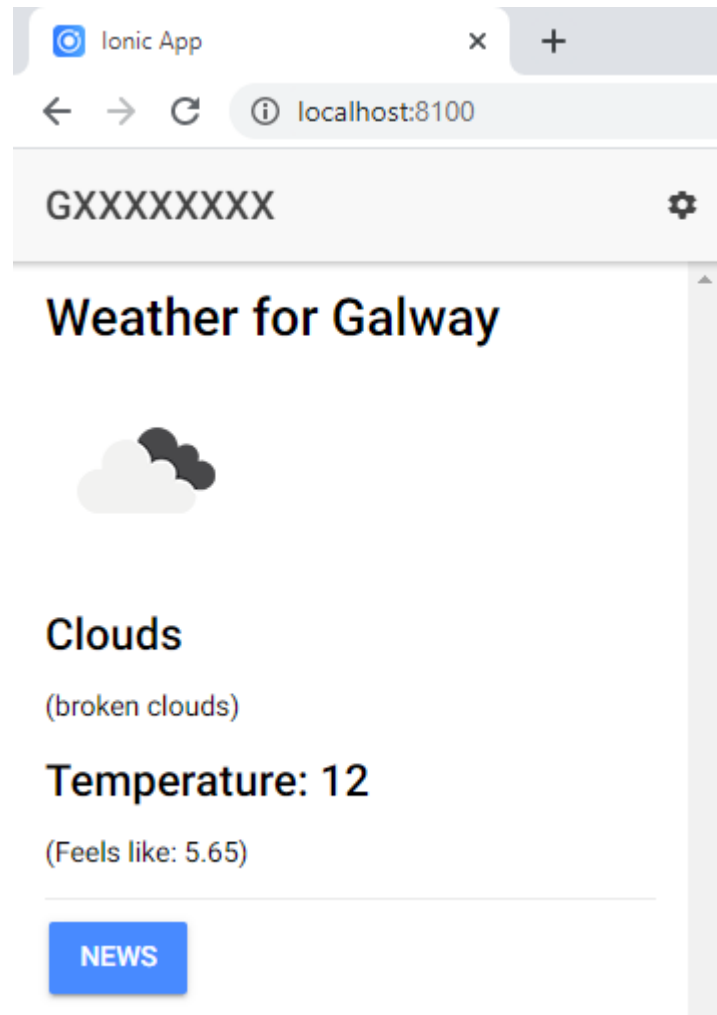 Ionic App
localhost:8100
GXXXXXXXX
Weather for Galway
Clouds
(broken clouds)
Temperature: 12
(Feels like: 5.65)
NEWS